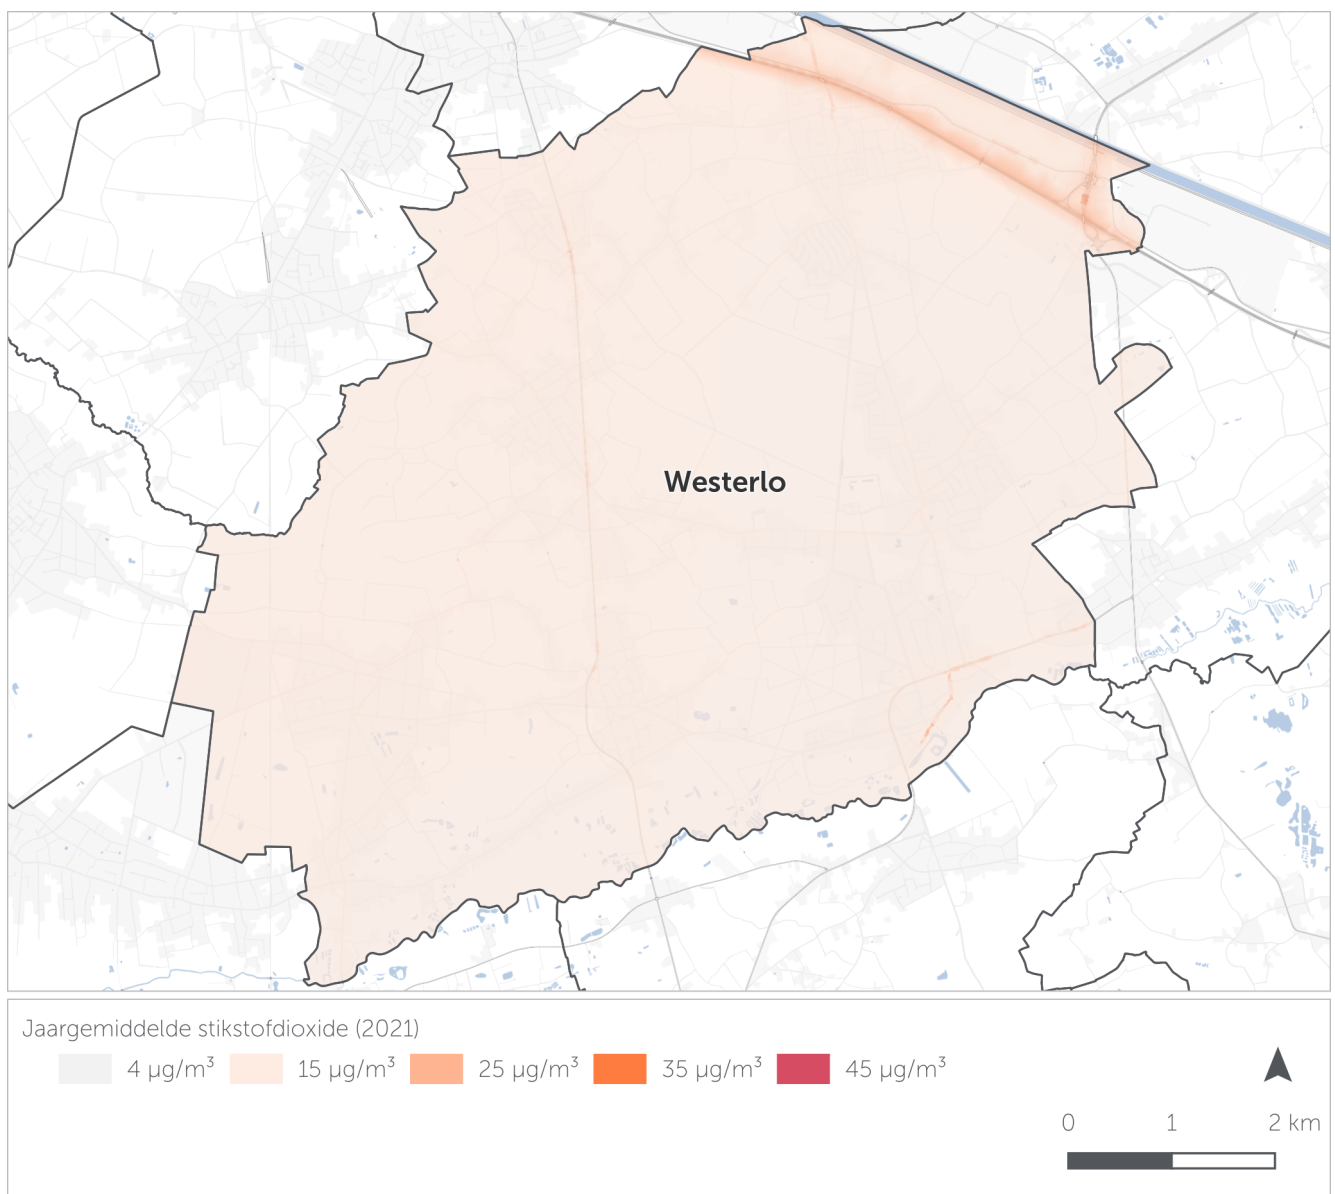 Westerlo
Jaargemiddelde stikstofdioxide (2021)
4 µg/m³ 15 µg/m³ 25 µg/m³ 35 µg/m³ 45 µg/m³
0 1 2 km